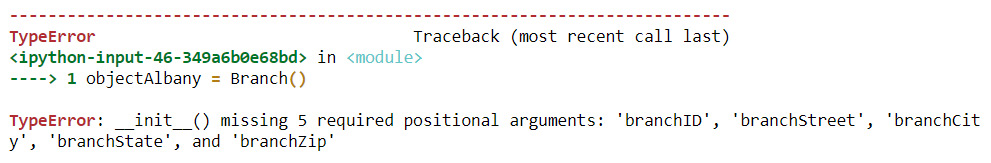 ---------------------------------------------------------------------------
TypeError                                 Traceback (most recent call last)
<ipython-input-46-349a6b0e68bd> in <module>
----> 1 objectAlbany = Branch()
TypeError: __init__() missing 5 required positional arguments: 'branchID', 'branchStreet', 'branchCit
y', 'branchState', and 'branchZip'